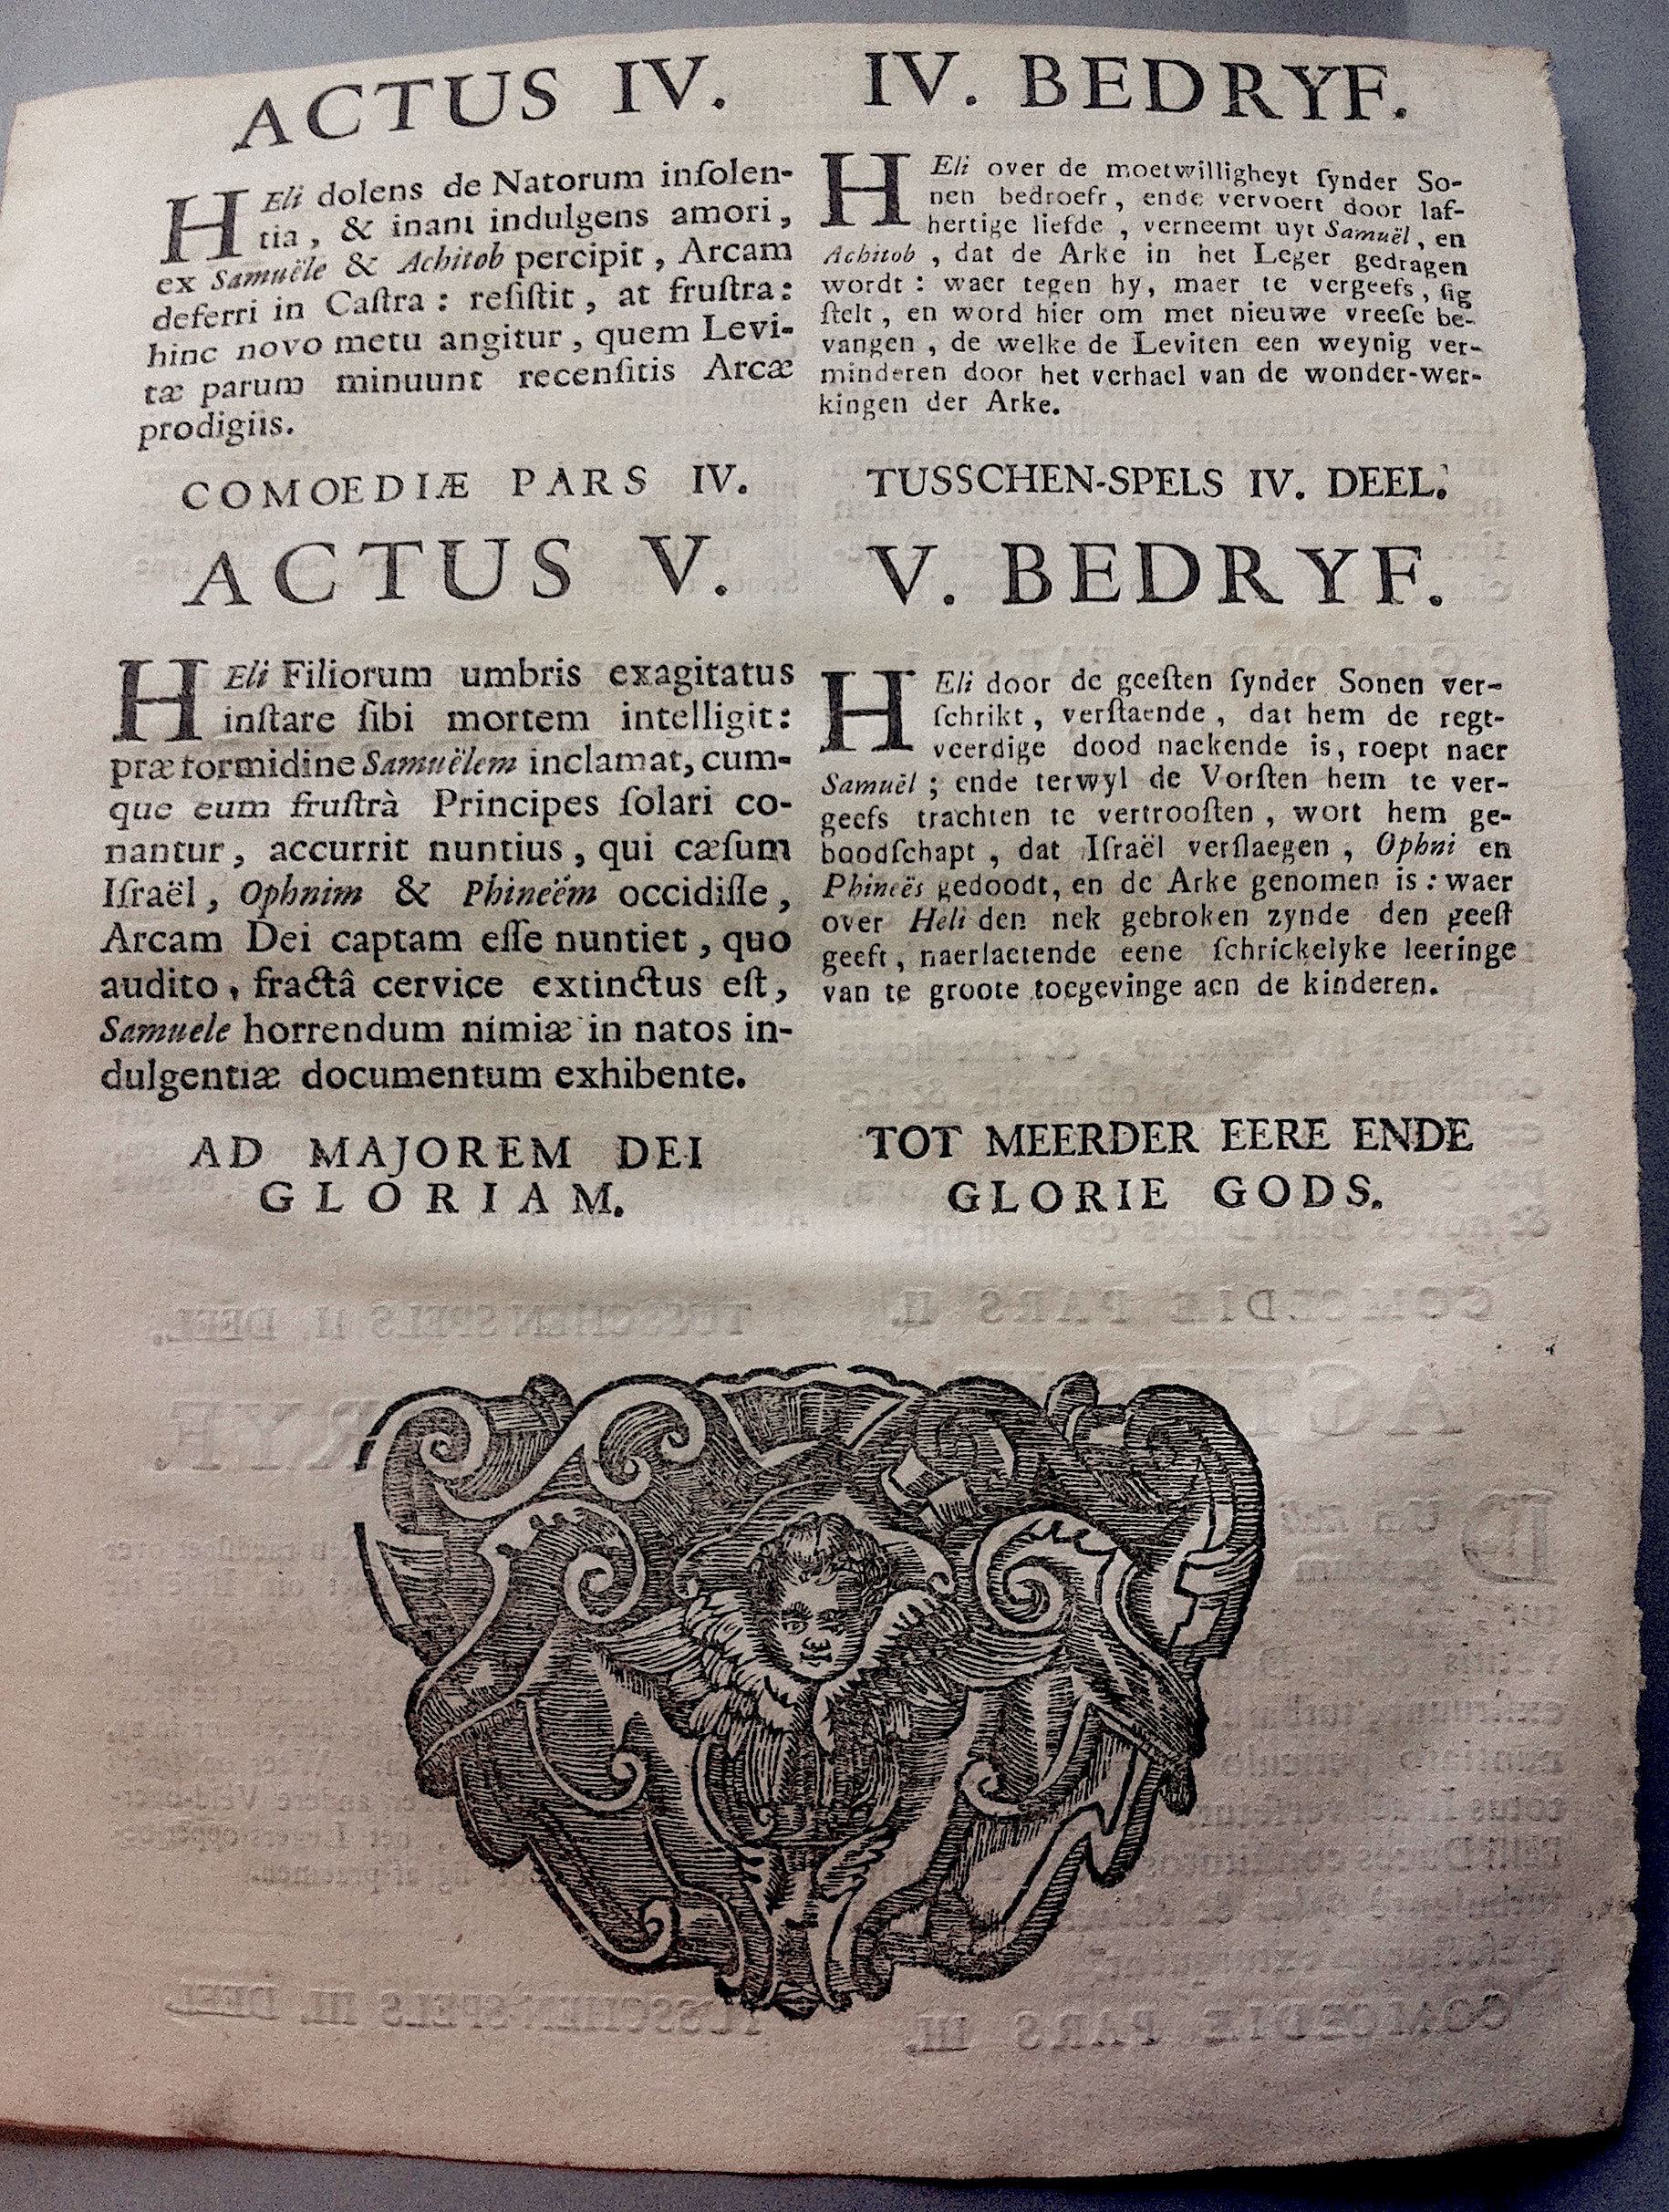 ACTUS IV.
HEli dolens de Natorum inſolen-
tia, & inani indulgens amori,
ex Samuële & Achitob percipit, Arcam
deferri in Caſtra: reſiſtit, at fruſtra:
hinc novo metu angitur, quem Levi-
tæ parum minuunt recenſitis Arcæ
prodigiis.
COMOEDIÆ PARS IV.
ACTUS V.
HEli Filiorum umbris exagitatus
inſtare ſibi mortem intelligit:
præ formidine Samuëlem inclamat, cum-
que eum fruſtrà Principes ſolari co-
nantur, accurrit nuntius, qui cæſum
Iſraël, Ophnim & Phineëm occidiſſe,
Arcam Dei captam eſſe nuntiet, quo
audito, fractâ cervice extinctus eſt,
Samuele horrendum nimiæ in natos in-
dulgentiæ documentum exhibente.
AD MAJOREM DEI
GLORIAM.
IV. BEDRYF.
HEli over de moetwilligheyt ſynder So-
nen bedroefr, ende vervoert door laf-
hertige liefde, verneemt uyt Samuël, en
Achitob, dat de Arke in het Leger gedragen
wordt: waer tegen hy, maer te vergeefs, ſig
ſtelt, en word hier om met nieuwe vreeſe be-
vangen, de welke de Leviten een weynig ver-
minderen door het verhael van de wonder-wer-
kingen der Arke.
TUSSCHEN-SPELS IV. DEEL.
V. BEDRYF.
HEli door de geeſten ſynder Sonen ver-
ſchrikt, verſtaende, dat hem de regt-
veerdige dood nackende is, roept naer
Samuël; ende terwyl de Vorſten hem te ver-
geefs trachten te vertrooſten, wort hem ge-
boodſchapt, dat Iſraël verſlaegen, Ophni en
Phineës gedoodt, en de Arke genomen is: waer
over Heli den nek gebroken zynde den geeſt
geeft, naerlaetende eene ſchrickelyke leeringe
van te groote toegevinge aen de kinderen.
TOT MEERDER EERE ENDE
GLORIE GODS.